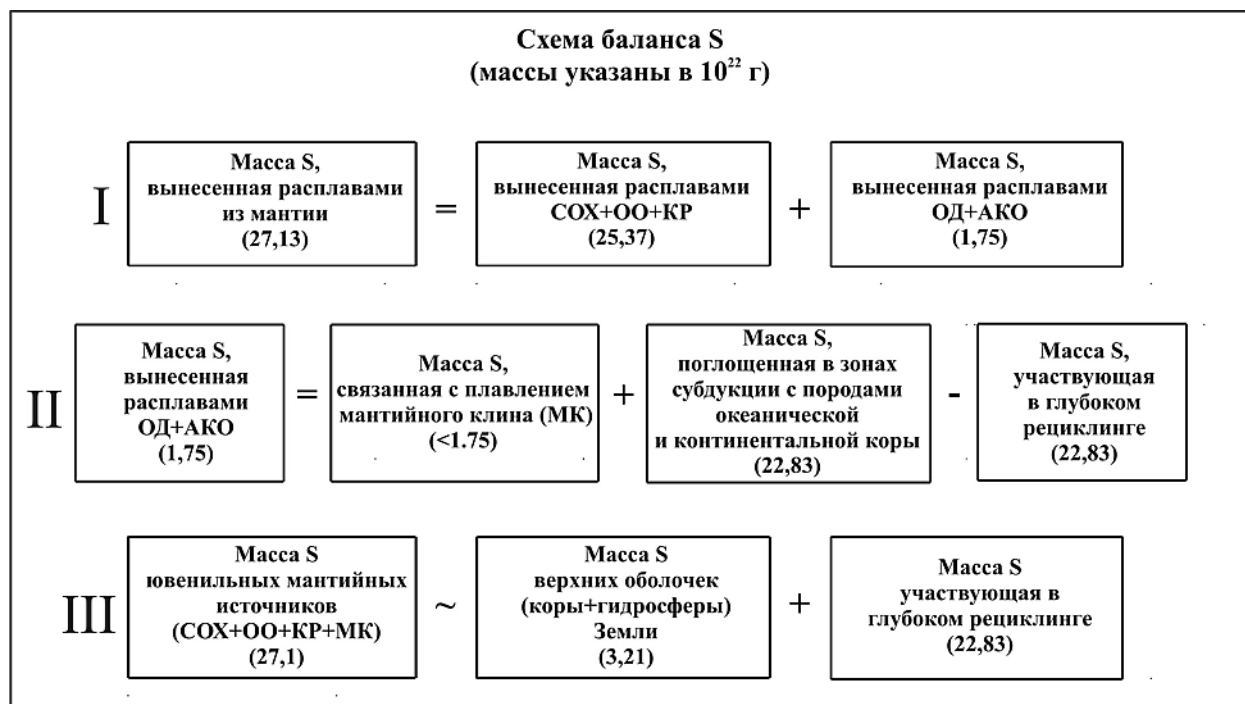 Схема баланса S
(массы указаны в 10²² г)
I
Масса S,
вынесенная расплавами
из мантии
(27,13)
=
Масса S,
вынесенная расплавами
СОХ+ОО+КР
(25,37)
+
Масса S,
вынесенная расплавами
ОД+АКО
(1,75)
II
Масса S,
вынесенная
расплавами
ОД+АКО
(1,75)
=
Масса S,
связанная с плавлением
мантийного клина (МК)
(<1.75)
+
Масса S,
поглощенная в зонах
субдукции с породами
океанической
и континентальной коры
(22,83)
-
Масса S,
участвующая
в глубоком
рециклинге
(22,83)
III
Масса S
ювенильных мантийных
источников
(СОХ+ОО+КР+МК)
(27,1)
~
Масса S
верхних оболочек
(коры+гидросферы)
Земли
(3,21)
+
Масса S
участвующая в
глубоком рециклинге
(22,83)